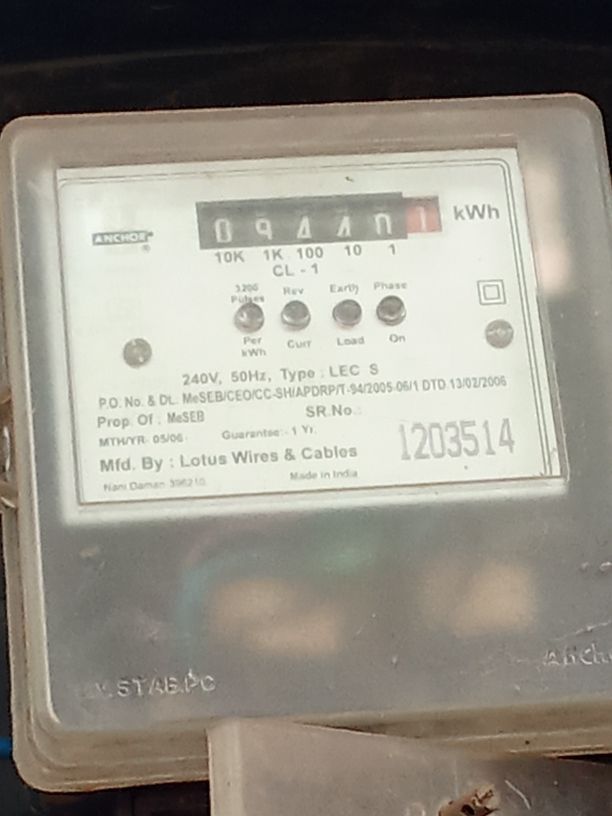 ANCHOR
®
094401 kWh
10K 1K 100 10 1
CL - 1
3200 Pulses Per kWh
Rev Curr
Earth Load
Phase On
240V, 50Hz, Type : LEC S
P.O. No. & Dt. MeSEB/CEO/CC-SH/APDRP/T-94/2005-06/1 DTD.13/02/2006
Prop Of : MeSEB SR.No.:
MTH/YR: 05/06 Guarantee:- 1 Yr.
1203514
Mfd. By : Lotus Wires & Cables
Nani Daman 396210 Made in India